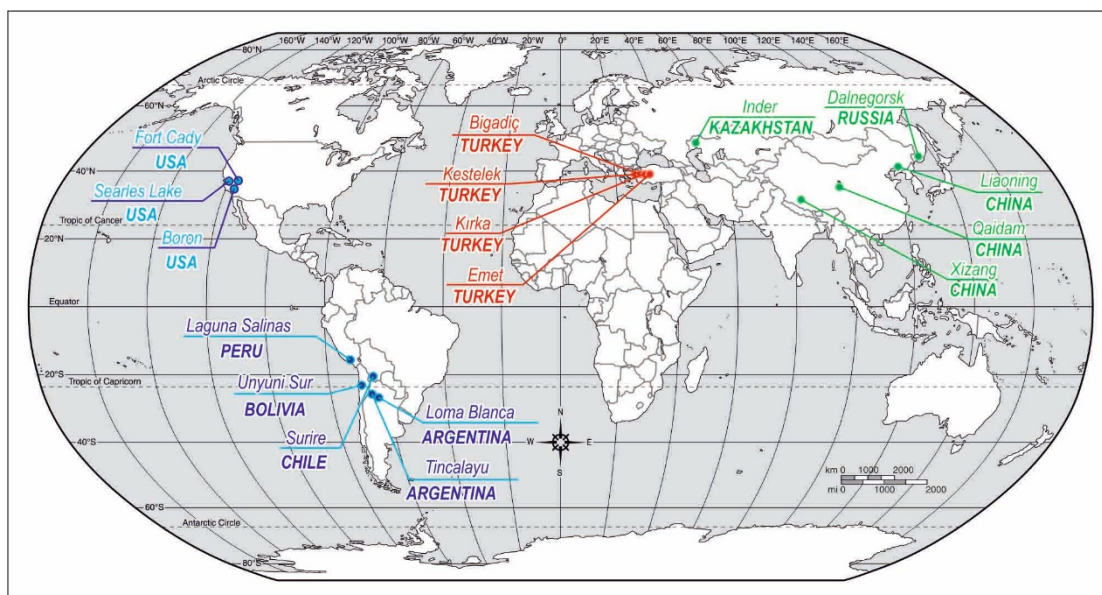 160°W 140°W 120°W 100°W 80°W 60°W 40°W 20°W 0° 20°E 40°E 60°E 80°E 100°E 120°E 140°E 160°E
80°N
Arctic Circle
60°N
40°N
Tropic of Cancer
20°N
Equator
20°S
Tropic of Capricorn
40°S
60°S
Antarctic Circle
80°S
Fort Cady
USA
Searles Lake
USA
Boron
USA
Bigadiç
TURKEY
Kestelek
TURKEY
Kırka
TURKEY
Emet
TURKEY
Inder
KAZAKHSTAN
Dalnegorsk
RUSSIA
Liaoning
CHINA
Qaidam
CHINA
Xizang
CHINA
Laguna Salinas
PERU
Unyuni Sur
BOLIVIA
Surire
CHILE
Loma Blanca
ARGENTINA
Tincalayu
ARGENTINA
N
W E
S
km 0 1000 2000
mi 0 1000 2000